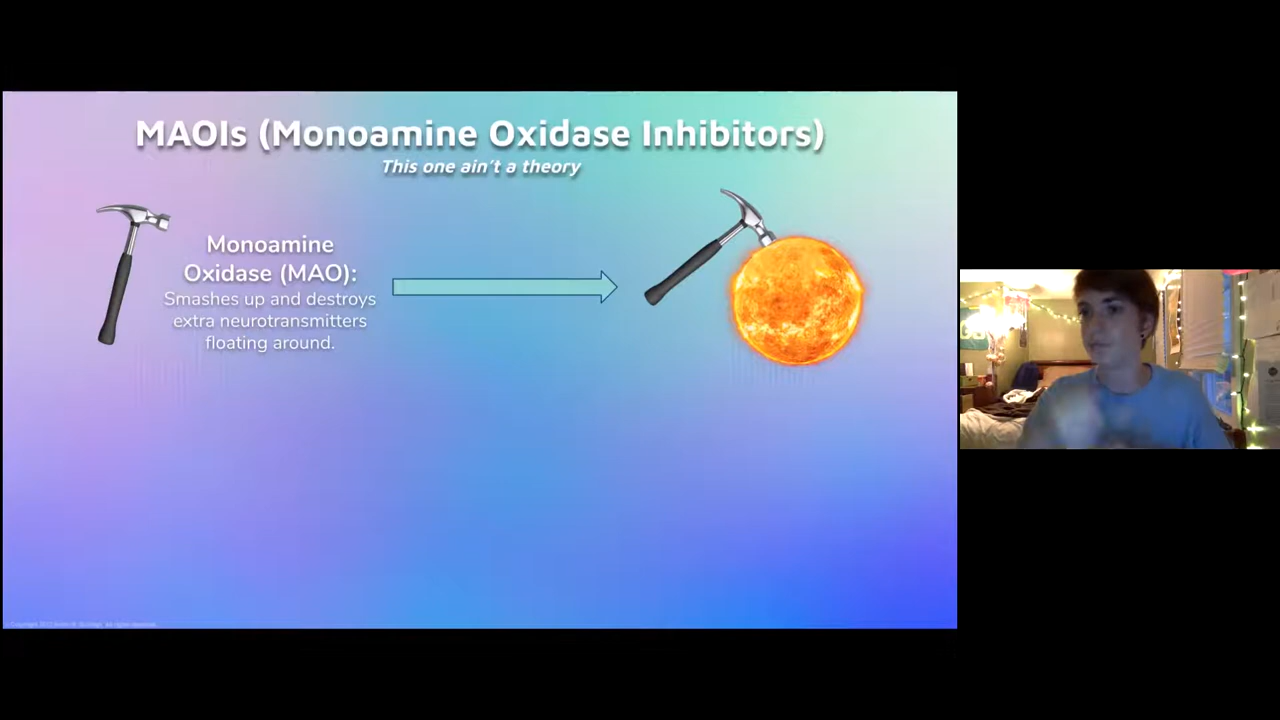 MAOIs (Monoamine Oxidase Inhibitors)
This one ain't a theory
Monoamine
Oxidase (MAO):
Smashes up and destroys
extra neurotransmitters
floating around.